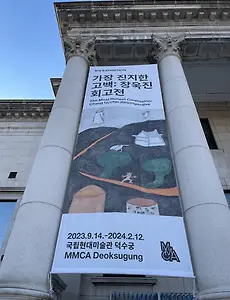 가장 진지한
고백: 장욱진
회고전
The Most Honest Confession:
Chang Ucchin Retrospective
2023.9.14.-2024.2.12.
국립현대미술관 덕수궁
MMCA Deoksugung
MMCA